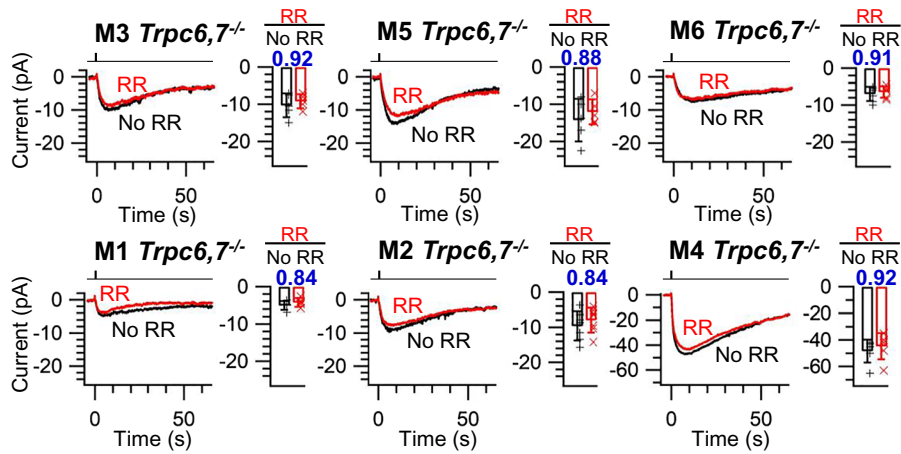 M3 Trpc6,7-/-
RR
No RR
0.92
Current (pA)
0
-10
-20
RR
No RR
0
-10
-20
0
50
Time (s)
M5 Trpc6,7-/-
RR
No RR
0.88
0
-10
-20
RR
No RR
0
-10
-20
0
50
Time (s)
M6 Trpc6,7-/-
RR
No RR
0.91
0
-10
-20
RR
No RR
0
-10
-20
0
50
Time (s)
M1 Trpc6,7-/-
RR
No RR
0.84
Current (pA)
0
-10
-20
RR
No RR
0
-10
-20
0
50
Time (s)
M2 Trpc6,7-/-
RR
No RR
0.84
0
-10
-20
RR
No RR
0
-10
-20
0
50
Time (s)
M4 Trpc6,7-/-
RR
No RR
0.92
0
-20
-40
-60
RR
No RR
0
-20
-40
-60
0
50
Time (s)